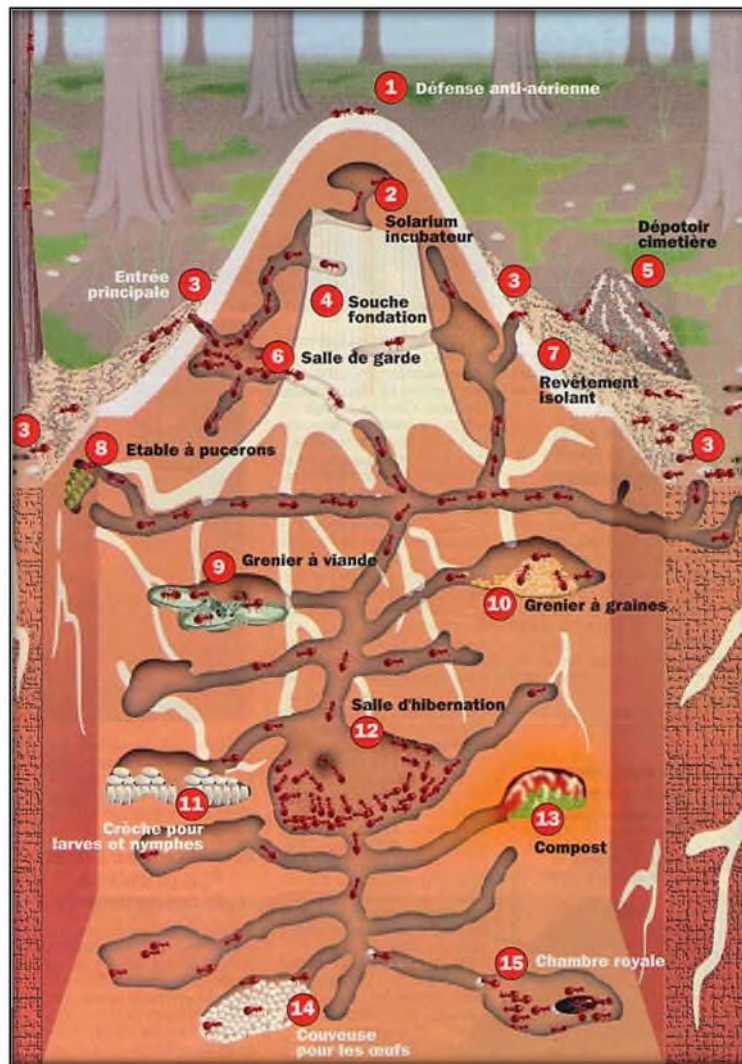 1 Défense anti-aérienne
2
Solarium
incubateur
Dépotoir
cimetière
5
Entrée
principale
3
3
4
Souche
fondation
6 Salle de garde
7
Revêtement
isolant
3
8 Etable à pucerons
3
9 Grenier à viande
10 Grenier à graines
Salle d'hibernation
12
11
Crèche pour
larves et nymphes
13
Compost
15 Chambre royale
14
Couveuse
pour les œufs